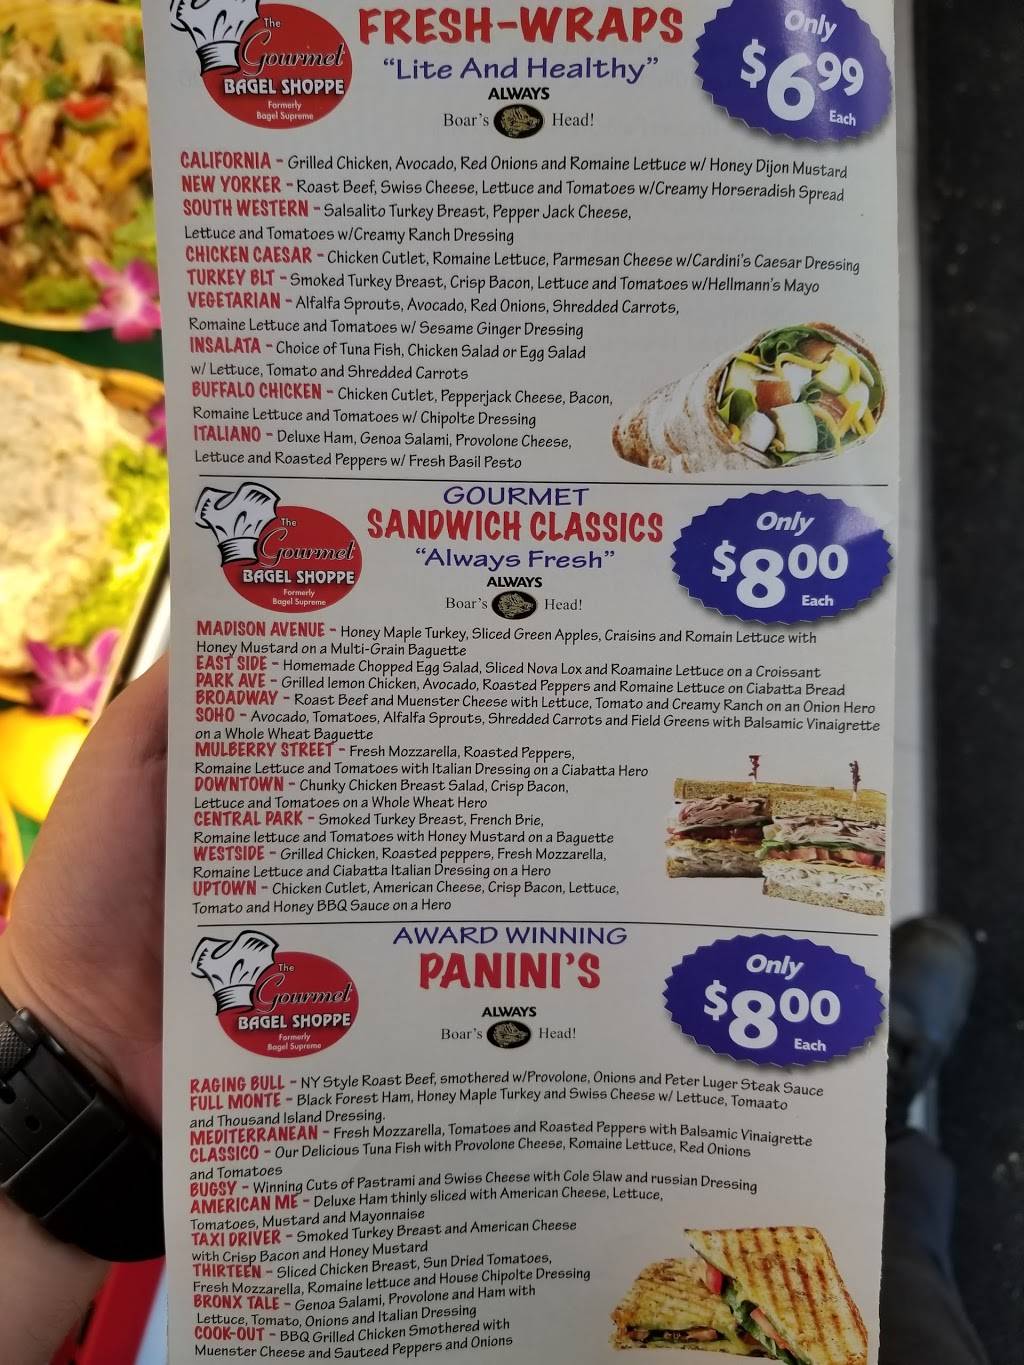 The
Gourmet
BAGEL SHOPPE
Formerly
Bagel Supreme
FRESH-WRAPS
"Lite And Healthy"
ALWAYS
Boar's Head!
Only
$6.99
Each
CALIFORNIA - Grilled Chicken, Avocado, Red Onions and Romaine Lettuce w/ Honey Dijon Mustard
NEW YORKER - Roast Beef, Swiss Cheese, Lettuce and Tomatoes w/Creamy Horseradish Spread
SOUTH WESTERN - Salsalito Turkey Breast, Pepper Jack Cheese,
Lettuce and Tomatoes w/Creamy Ranch Dressing
CHICKEN CAESAR - Chicken Cutlet, Romaine Lettuce, Parmesan Cheese w/Cardini's Caesar Dressing
TURKEY BLT - Smoked Turkey Breast, Crisp Bacon, Lettuce and Tomatoes w/Hellmann's Mayo
VEGETARIAN - Alfalfa Sprouts, Avocado, Red Onions, Shredded Carrots,
Romaine Lettuce and Tomatoes w/ Sesame Ginger Dressing
INSALATA - Choice of Tuna Fish, Chicken Salad or Egg Salad
w/ Lettuce, Tomato and Shredded Carrots
BUFFALO CHICKEN - Chicken Cutlet, Pepperjack Cheese, Bacon,
Romaine Lettuce and Tomatoes w/ Chipolte Dressing
ITALIANO - Deluxe Ham, Genoa Salami, Provolone Cheese,
Lettuce and Roasted Peppers w/ Fresh Basil Pesto
The
Gourmet
BAGEL SHOPPE
Formerly
Bagel Supreme
GOURMET
SANDWICH CLASSICS
"Always Fresh"
ALWAYS
Boar's Head!
Only
$8.00
Each
MADISON AVENUE - Honey Maple Turkey, Sliced Green Apples, Craisins and Romain Lettuce with
Honey Mustard on a Multi-Grain Baguette
EAST SIDE - Homemade Chopped Egg Salad, Sliced Nova Lox and Roamaine Lettuce on a Croissant
PARK AVE - Grilled lemon Chicken, Avocado, Roasted Peppers and Romaine Lettuce on Ciabatta Bread
BROADWAY - Roast Beef and Muenster Cheese with Lettuce, Tomato and Creamy Ranch on an Onion Hero
SOHO - Avocado, Tomatoes, Alfalfa Sprouts, Shredded Carrots and Field Greens with Balsamic Vinaigrette
on a Whole Wheat Baguette
MULBERRY STREET - Fresh Mozzarella, Roasted Peppers,
Romaine Lettuce and Tomatoes with Italian Dressing on a Ciabatta Hero
DOWNTOWN - Chunky Chicken Breast Salad, Crisp Bacon,
Lettuce and Tomatoes on a Whole Wheat Hero
CENTRAL PARK - Smoked Turkey Breast, French Brie,
Romaine lettuce and Tomatoes with Honey Mustard on a Baguette
WESTSIDE - Grilled Chicken, Roasted peppers, Fresh Mozzarella,
Romaine Lettuce and Ciabatta Italian Dressing on a Hero
UPTOWN - Chicken Cutlet, American Cheese, Crisp Bacon, Lettuce,
Tomato and Honey BBQ Sauce on a Hero
The
Gourmet
BAGEL SHOPPE
Formerly
Bagel Supreme
AWARD WINNING
PANINI'S
ALWAYS
Boar's Head!
Only
$8.00
Each
RAGING BULL - NY Style Roast Beef, smothered w/Provolone, Onions and Peter Luger Steak Sauce
FULL MONTE - Black Forest Ham, Honey Maple Turkey and Swiss Cheese w/ Lettuce, Tomaato
and Thousand Island Dressing.
MEDITERRANEAN - Fresh Mozzarella, Tomatoes and Roasted Peppers with Balsamic Vinaigrette
CLASSICO - Our Delicious Tuna Fish with Provolone Cheese, Romaine Lettuce, Red Onions
and Tomatoes
BUGSY - Winning Cuts of Pastrami and Swiss Cheese with Cole Slaw and russian Dressing
AMERICAN ME - Deluxe Ham thinly sliced with American Cheese, Lettuce,
Tomatoes, Mustard and Mayonnaise
TAXI DRIVER - Smoked Turkey Breast and American Cheese
with Crisp Bacon and Honey Mustard
THIRTEEN - Sliced Chicken Breast, Sun Dried Tomatoes,
Fresh Mozzarella, Romaine lettuce and House Chipolte Dressing
BRONX TALE - Genoa Salami, Provolone and Ham with
Lettuce, Tomato, Onions and Italian Dressing
COOK-OUT - BBQ Grilled Chicken Smothered with
Muenster Cheese and Sauteed Peppers and Onions